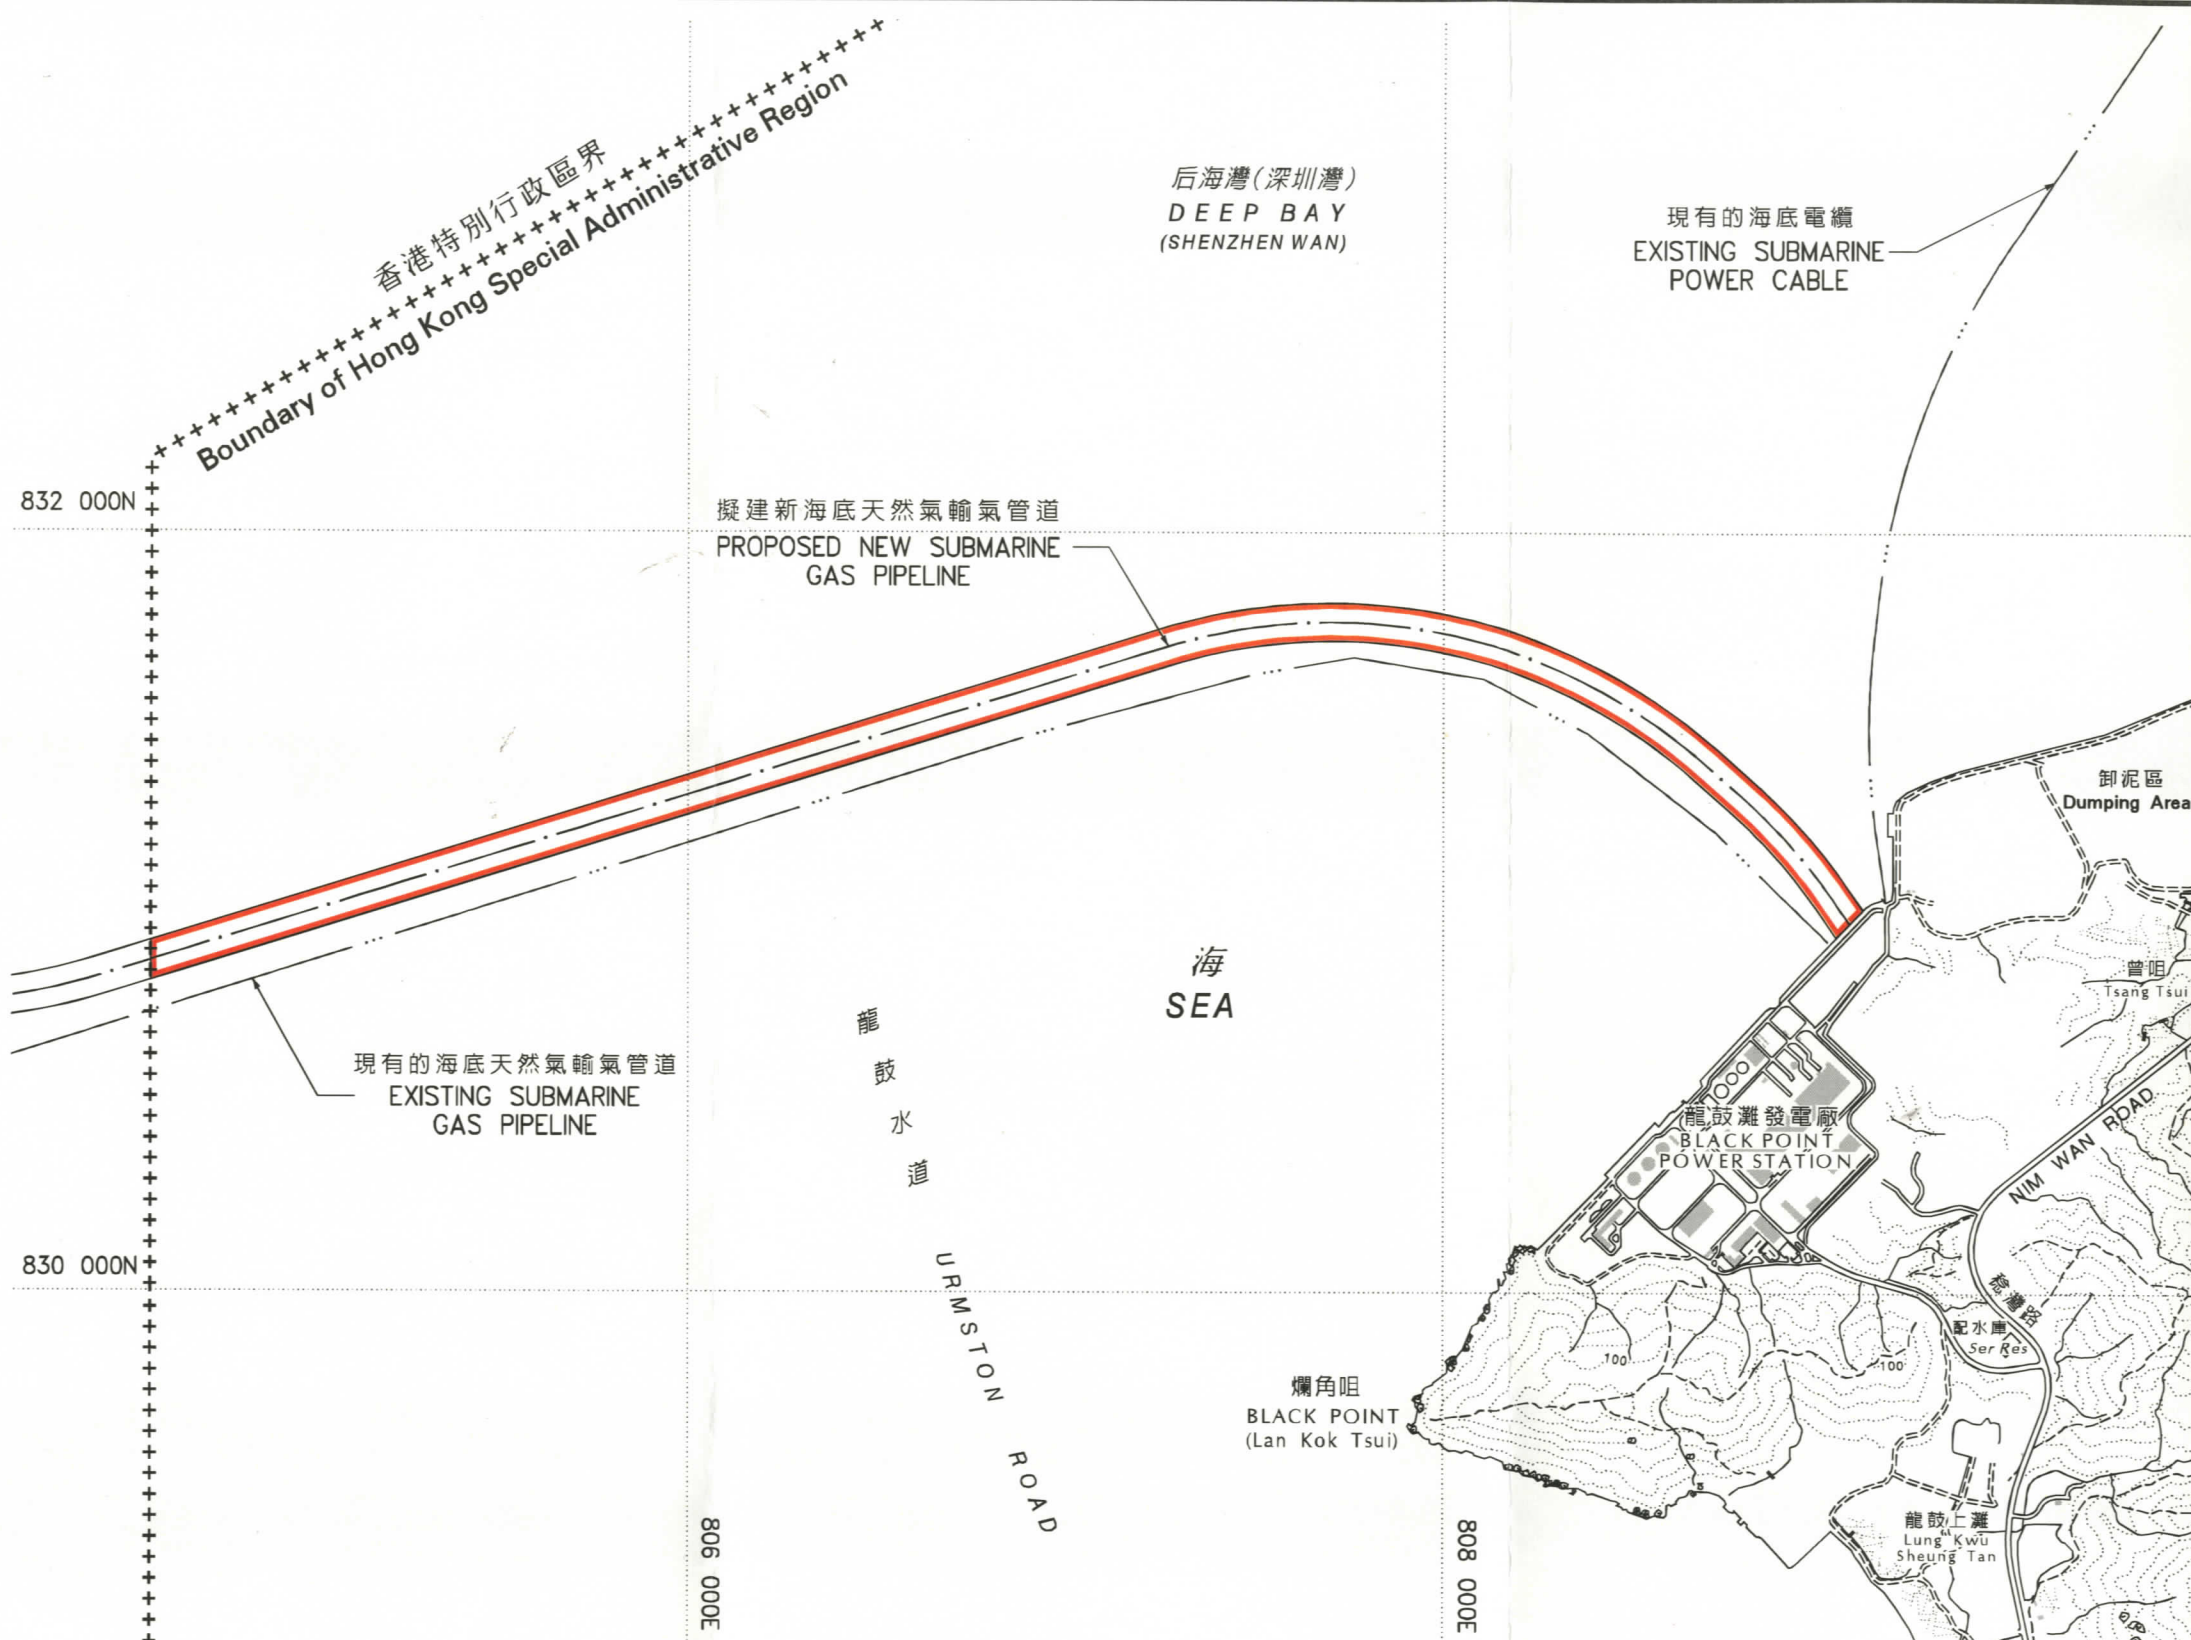 香港特別行政區界
Boundary of Hong Kong Special Administrative Region
后海灣(深圳灣)
DEEP BAY
(SHENZHEN WAN)
現有的海底電纜
EXISTING SUBMARINE
POWER CABLE
832 000N
擬建新海底天然氣輸氣管道
PROPOSED NEW SUBMARINE
GAS PIPELINE
卸泥區
Dumping Area
海
SEA
曾咀
Tsang Tsui
現有的海底天然氣輸氣管道
EXISTING SUBMARINE
GAS PIPELINE
龍鼓水道
URMSTON ROAD
龍鼓灘發電廠
BLACK POINT
POWER STATION
NIM WAN ROAD
稔灣路
830 000N
配水庫
Ser Res
100
100
爛角咀
BLACK POINT
(Lan Kok Tsui)
龍鼓上灘
Lung Kwu
Sheung Tan
806 000E
808 000E